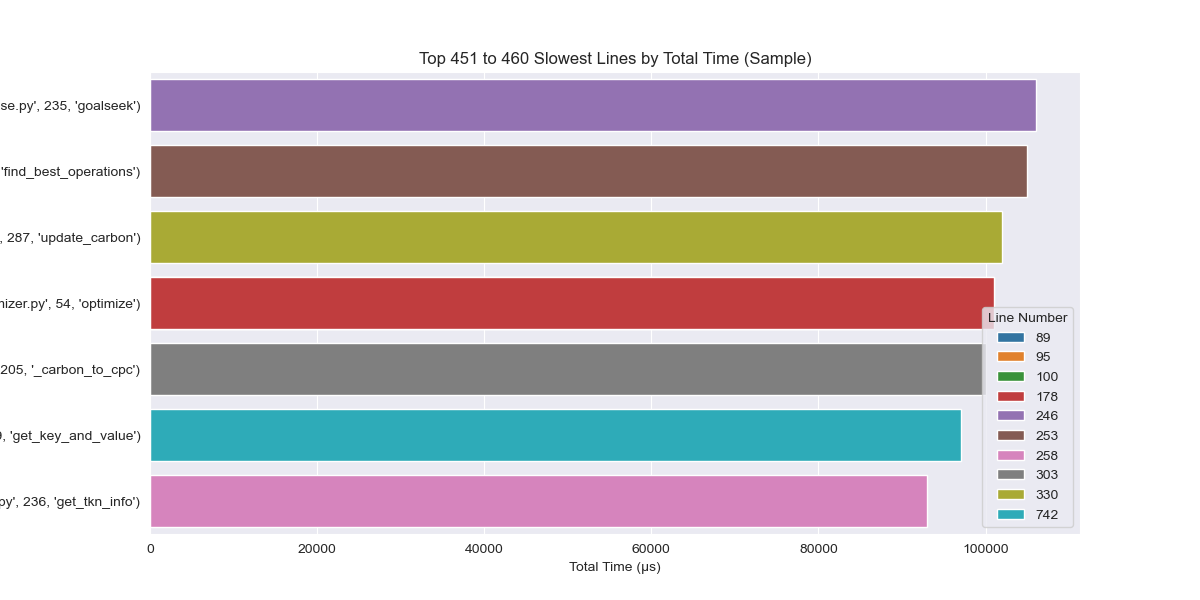 Top 451 to 460 Slowest Lines by Total Time (Sample)
se.py', 235, 'goalseek')
'find_best_operations')
, 287, 'update_carbon')
mizer.py', 54, 'optimize')
205, '_carbon_to_cpc')
9, 'get_key_and_value')
py', 236, 'get_tkn_info')
Line Number
89
95
100
178
246
253
258
303
330
742
0 20000 40000 60000 80000 100000
Total Time (µs)